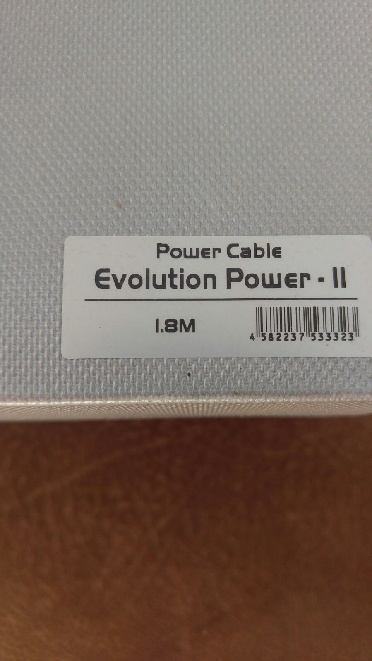 Power Cable
Evolution Power - II
1.8M
4 582237 533323